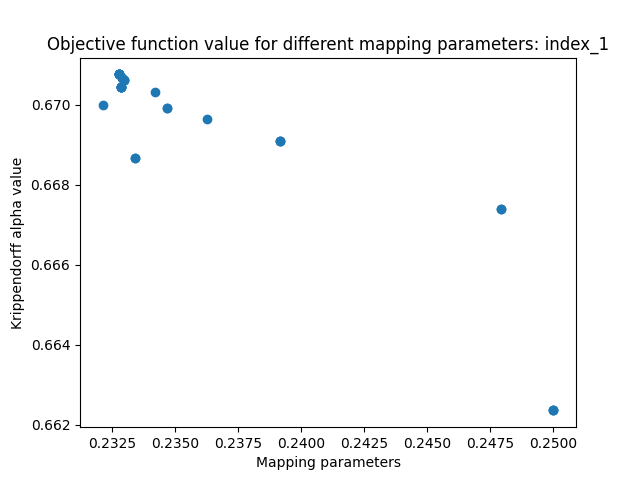 Objective function value for different mapping parameters: index_1
Krippendorff alpha value
0.670
0.668
0.666
0.664
0.662
0.2325 0.2350 0.2375 0.2400 0.2425 0.2450 0.2475 0.2500
Mapping parameters